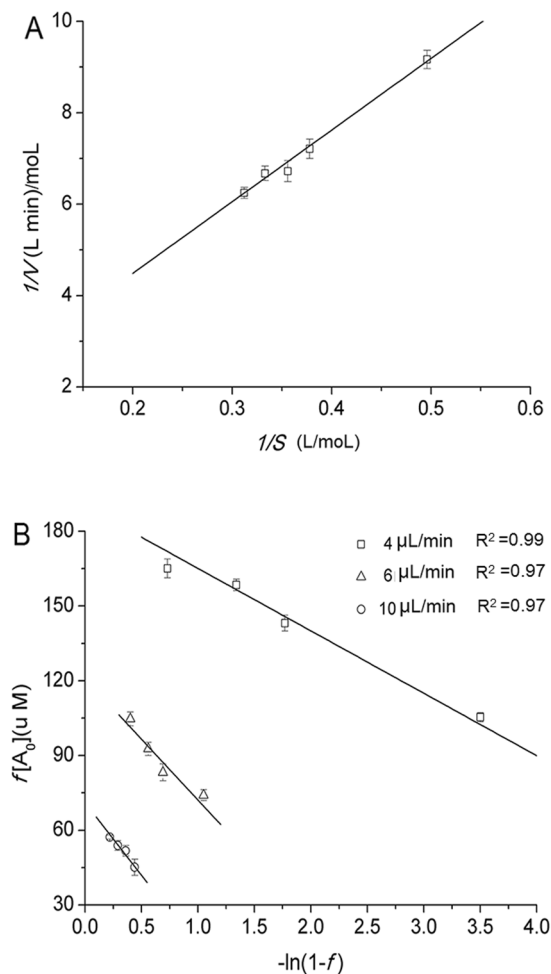 A
10
8
6
4
2
1/V (L min)/moL
0.2 0.3 0.4 0.5 0.6
1/S (L/moL)
B
180
150
120
90
60
30
f[A₀](u M)
4 µL/min R²=0.99
6 µL/min R²=0.97
10 µL/min R²=0.97
0.0 0.5 1.0 1.5 2.0 2.5 3.0 3.5 4.0
-ln(1-f)